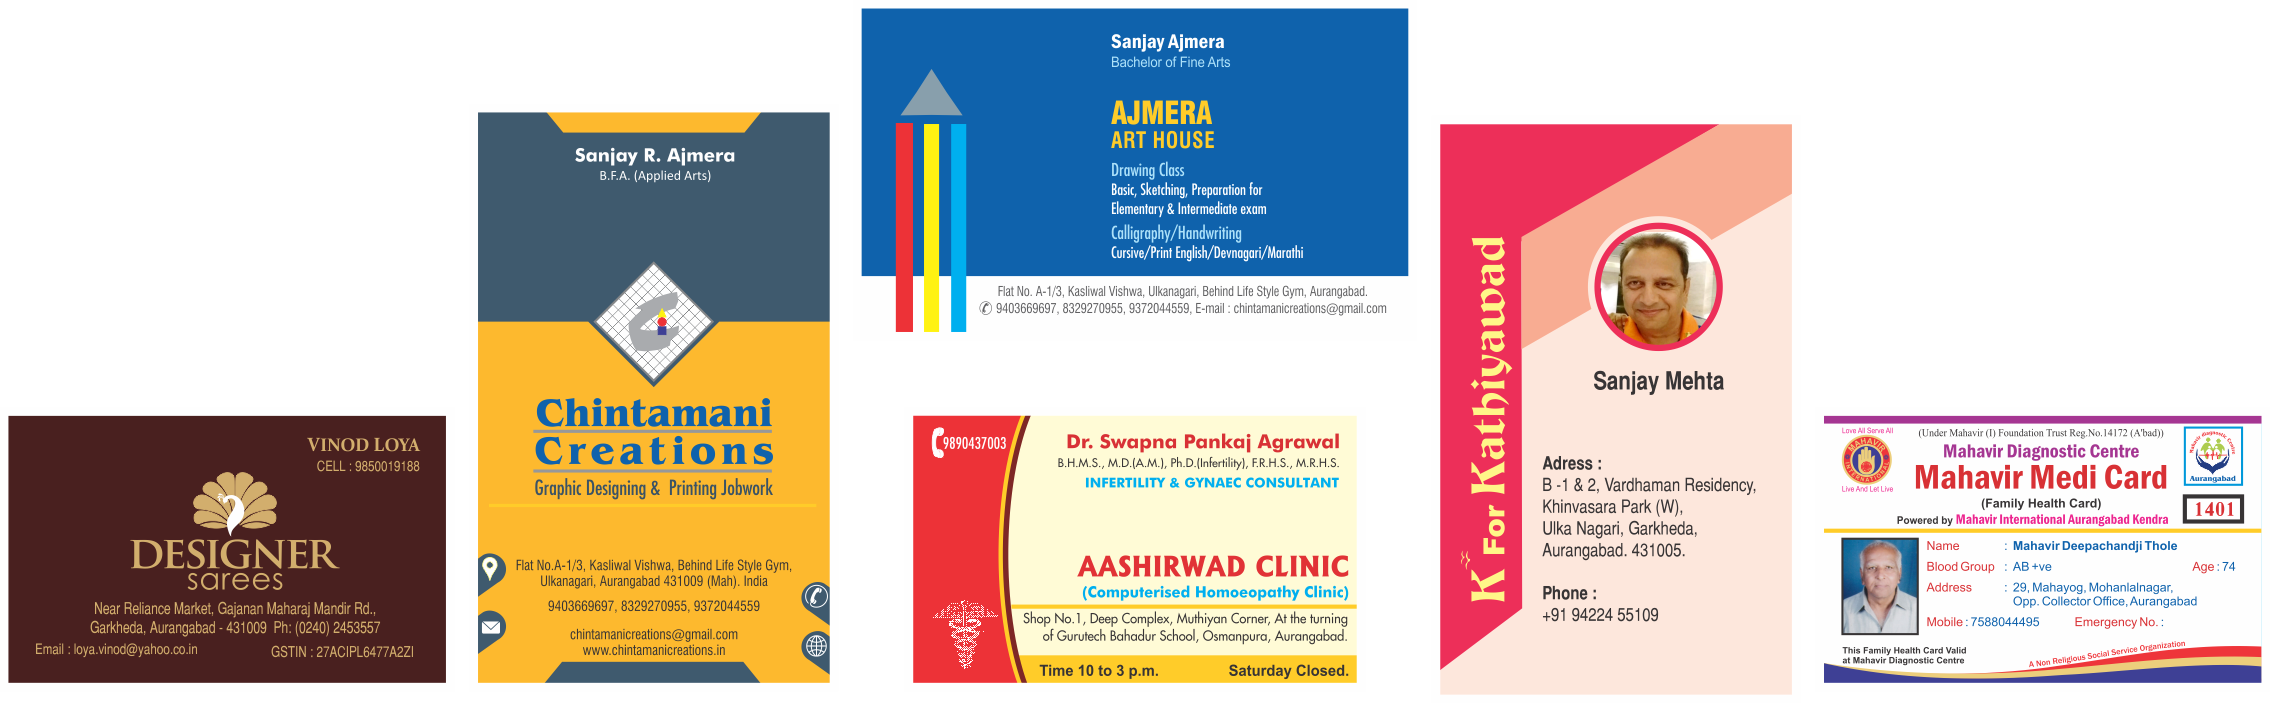 VINOD LOYA
CELL : 9850019188
DESIGNER
sarees
Near Reliance Market, Gajanan Maharaj Mandir Rd.,
Garkheda, Aurangabad - 431009 Ph: (0240) 2453557
Email : loya.vinod@yahoo.co.in
GSTIN : 27ACIPL6477A2ZI
Sanjay R. Ajmera
B.F.A. (Applied Arts)
Chintamani
Creations
Graphic Designing & Printing Jobwork
Flat No.A-1/3, Kasliwal Vishwa, Behind Life Style Gym,
Ulkanagari, Aurangabad 431009 (Mah). India
9403669697, 8329270955, 9372044559
chintamanicreations@gmail.com
www.chintamanicreations.in
Sanjay Ajmera
Bachelor of Fine Arts
AJMERA
ART HOUSE
Drawing Class
Basic, Sketching, Preparation for
Elementary & Intermediate exam
Calligraphy/Handwriting
Cursive/Print English/Devnagari/Marathi
Flat No. A-1/3, Kasliwal Vishwa, Ulkanagari, Behind Life Style Gym, Aurangabad.
9403669697, 8329270955, 9372044559, E-mail : chintamanicreations@gmail.com
9890437003
Dr. Swapna Pankaj Agrawal
B.H.M.S., M.D.(A.M.), Ph.D.(Infertility), F.R.H.S., M.R.H.S.
INFERTILITY & GYNAEC CONSULTANT
AASHIRWAD CLINIC
(Computerised Homoeopathy Clinic)
Shop No.1, Deep Complex, Muthiyan Corner, At the turning
of Gurutech Bahadur School, Osmanpura, Aurangabad.
Time 10 to 3 p.m.
Saturday Closed.
K For Kathiyawad
Sanjay Mehta
Adress :
B -1 & 2, Vardhaman Residency,
Khinvasara Park (W),
Ulka Nagari, Garkheda,
Aurangabad. 431005.
Phone :
+91 94224 55109
Love All Serve All
MAHAVIR
INTERNATIONAL
Live And Let Live
(Under Mahavir (I) Foundation Trust Reg.No.14172 (A'bad))
Mahavir Diagnostic Centre
Mahavir Medi Card
(Family Health Card)
Powered by Mahavir International Aurangabad Kendra
Mahavir diagnostic Centre
Aurangabad
1401
Name : Mahavir Deepachandji Thole
Blood Group : AB +ve
Age : 74
Address : 29, Mahayog, Mohanlalnagar,
Opp. Collector Office, Aurangabad
Mobile : 7588044495
Emergency No. :
This Family Health Card Valid
at Mahavir Diagnostic Centre
A Non Religious Social Service Organization